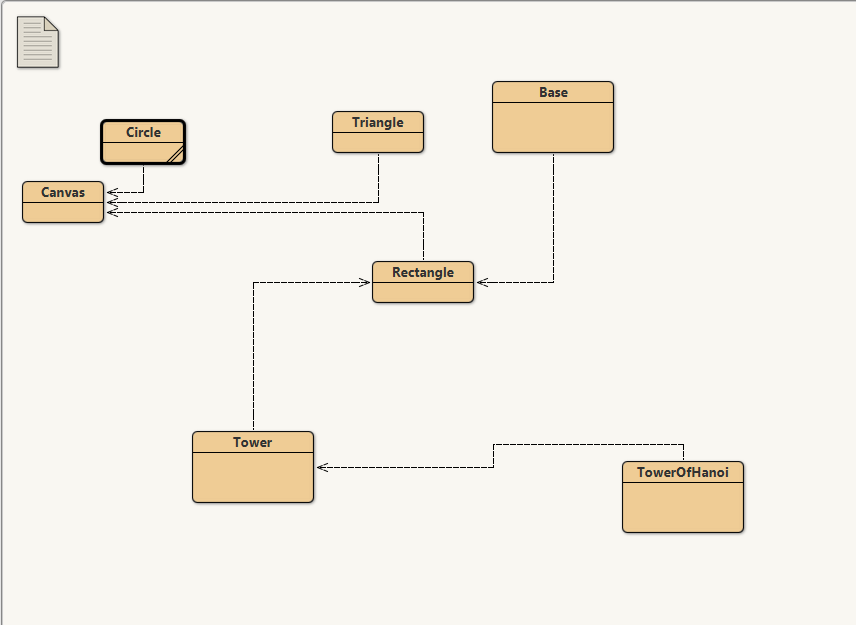 Base
Triangle
Circle
Canvas
Rectangle
Tower
TowerOfHanoi